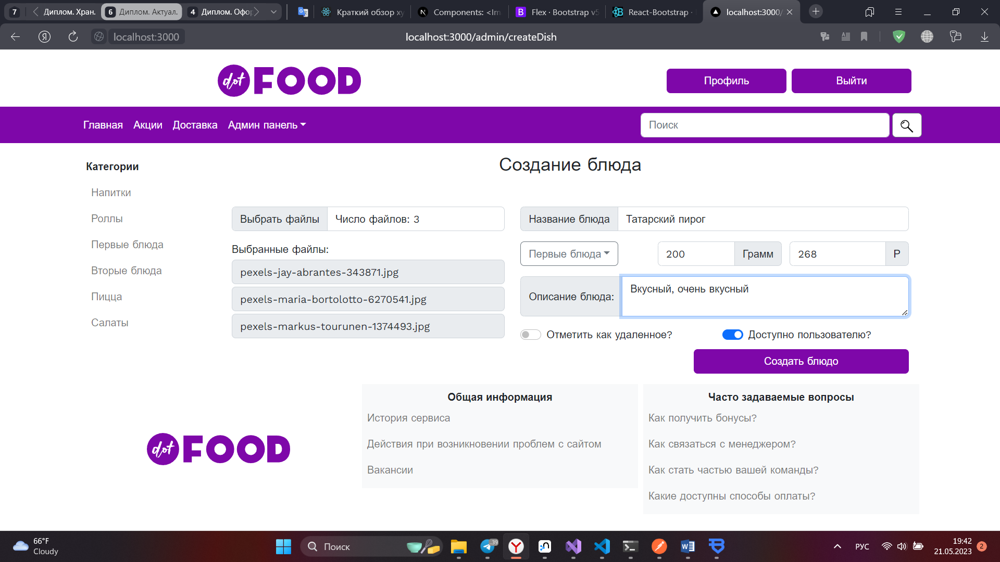 7 Диплом. Хран. 6 Диплом. Актуал. 4 Диплом. Офор Краткий обзор ху Components: <Im B Flex · Bootstrap v5 React-Bootstrap · localhost:3000/
localhost:3000 localhost:3000/admin/createDish
dot FOOD
Профиль Выйти
Главная Акции Доставка Админ панель Поиск
Категории
Напитки
Роллы
Первые блюда
Вторые блюда
Пицца
Салаты
Создание блюда
Выбрать файлы Число файлов: 3
Выбранные файлы:
pexels-jay-abrantes-343871.jpg
pexels-maria-bortolotto-6270541.jpg
pexels-markus-tourunen-1374493.jpg
Название блюда Татарский пирог
Первые блюда 200 Грамм 268 Р
Описание блюда: Вкусный, очень вкусный
Отметить как удаленное? Доступно пользователю?
Создать блюдо
dot FOOD
Общая информация
История сервиса
Действия при возникновении проблем с сайтом
Вакансии
Часто задаваемые вопросы
Как получить бонусы?
Как связаться с менеджером?
Как стать частью вашей команды?
Какие доступны способы оплаты?
66°F
Cloudy
Поиск
..39
РУС
19:42
21.05.2023
2